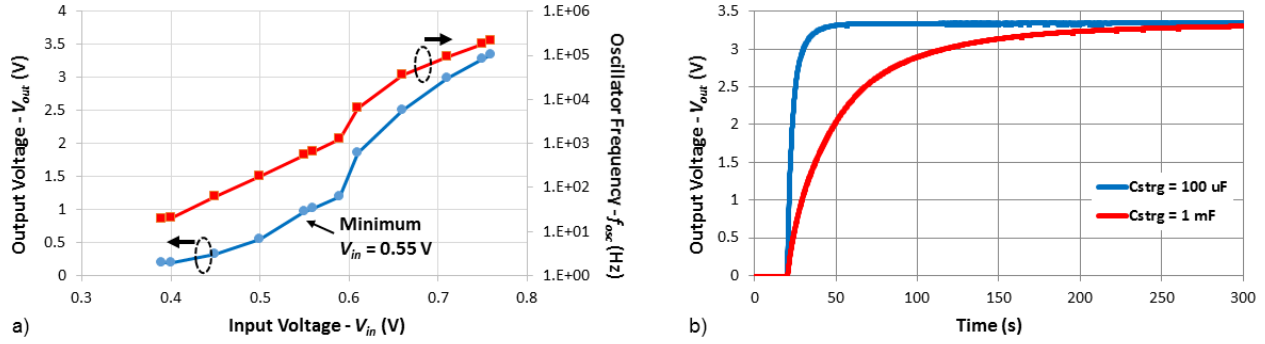 4
3.5
3
2.5
2
1.5
1
0.5
0
Output Voltage - Vout (V)
1.E+06
1.E+05
1.E+04
1.E+03
1.E+02
1.E+01
1.E+00
Oscillator Frequency - fosc (Hz)
Minimum
Vin = 0.55 V
0.3 0.4 0.5 0.6 0.7 0.8
Input Voltage - Vin (V)
a)
3.5
3.0
2.5
2.0
1.5
1.0
0.5
0.0
Output Voltage - Vout (V)
Cstrg = 100 uF
Cstrg = 1 mF
0 50 100 150 200 250 300
Time (s)
b)